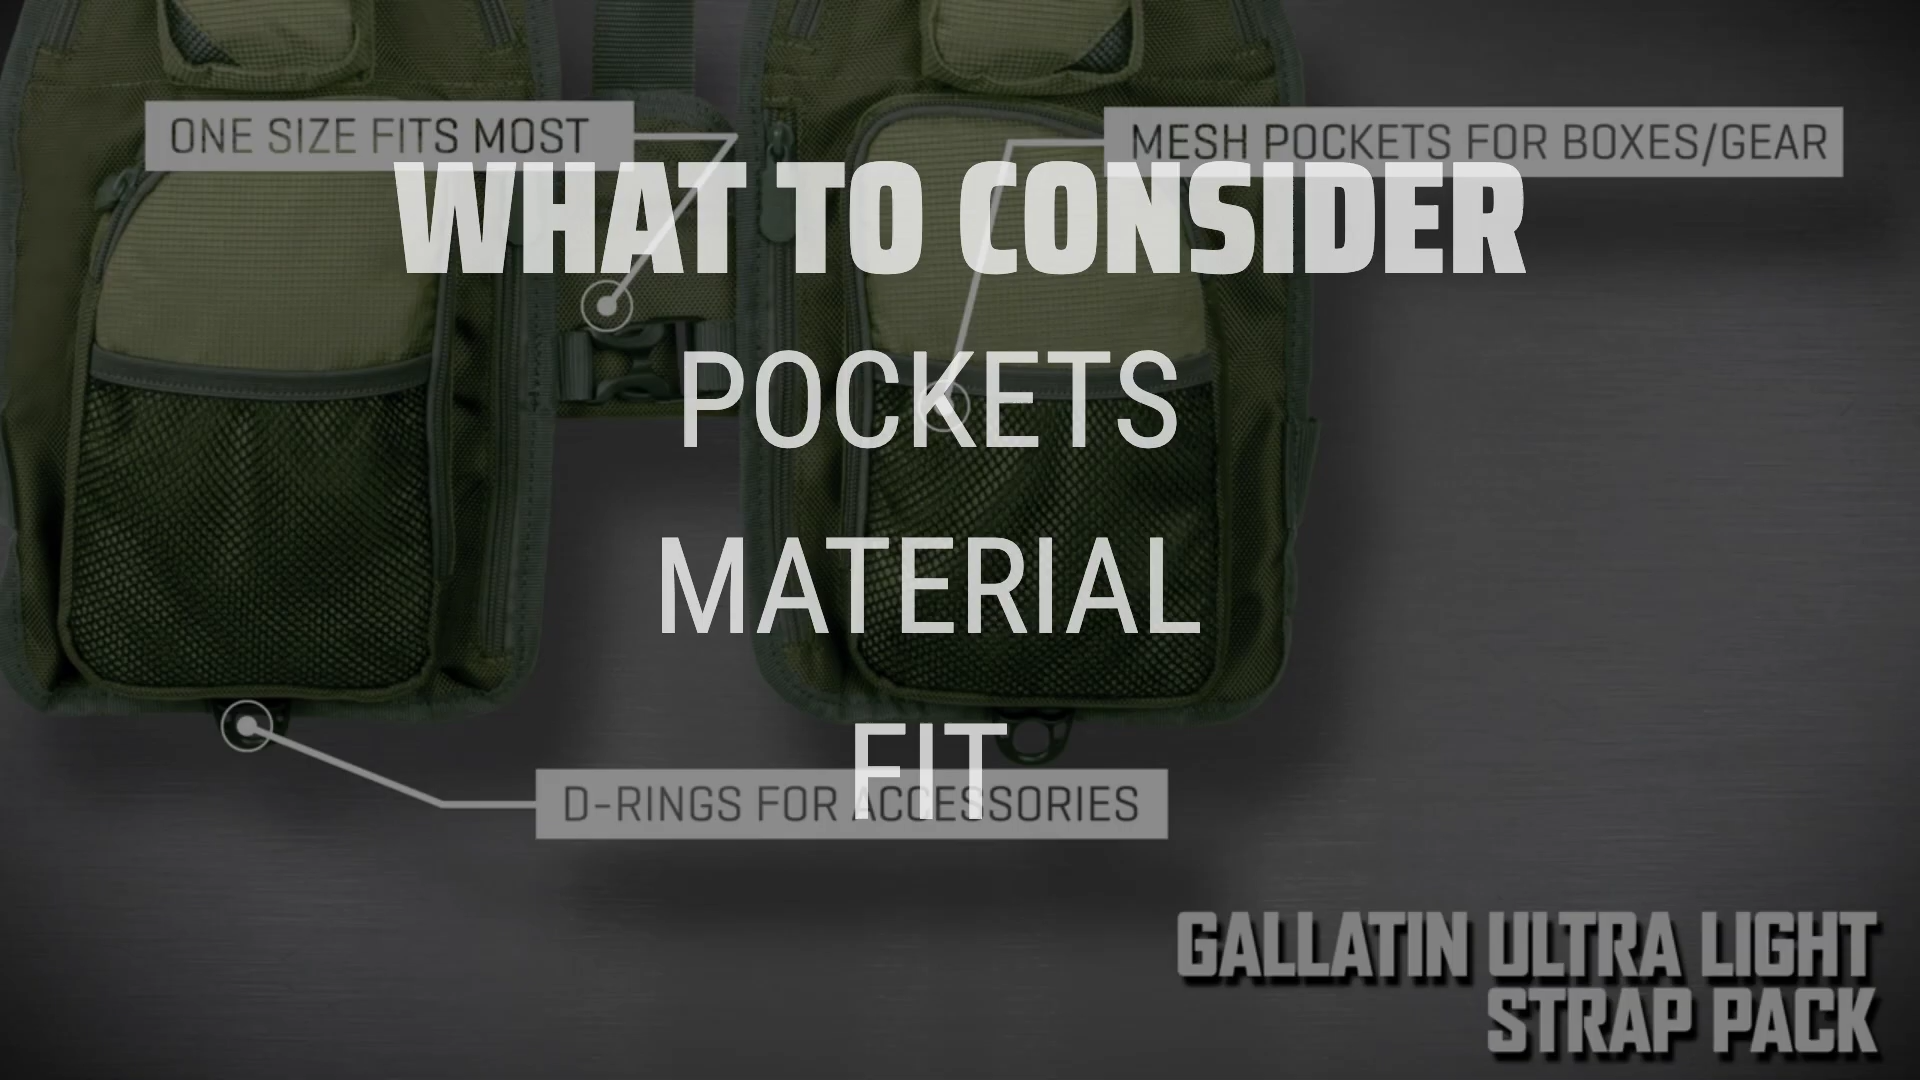 ONE SIZE FITS MOST
MESH POCKETS FOR BOXES/GEAR
WHAT TO CONSIDER
POCKETS
MATERIAL
FIT
D-RINGS FOR ACCESSORIES
GALLATIN ULTRA LIGHT
STRAP PACK